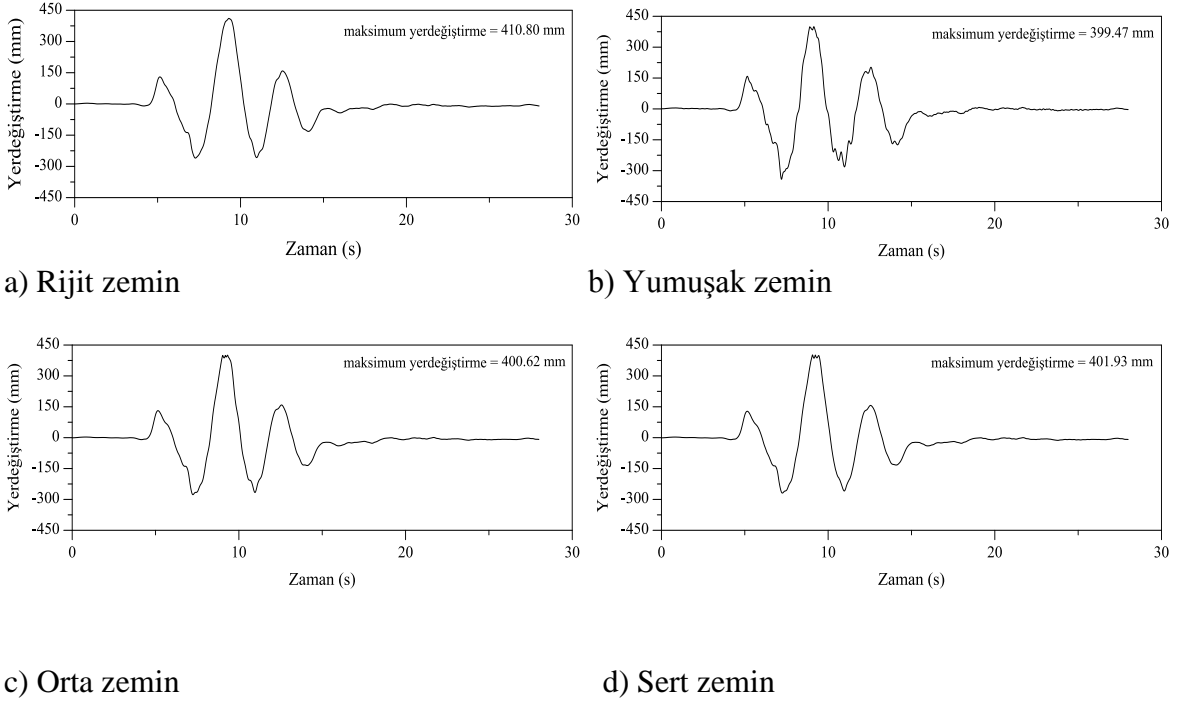 450
300
150
0
-150
-300
450
Yerdeğiştirme (mm)
maksimum yerdeğiştirme = 410.80 mm
0
10
20
30
Zaman (s)
a) Rijit zemin
450
300
150
0
-150
-300
-450
Yerdeğiştirme (mm)
maksimum yerdeğiştirme = 399.47 mm
0
10
20
30
Zaman (s)
b) Yumuşak zemin
450
300
150
0
-150
-300
-450
Yerdeğiştirme (mm)
maksimum yerdeğiştirme = 400.62 mm
0
10
20
30
Zaman (s)
c) Orta zemin
450
300
150
0
-150
-300
-450
Yerdeğiştirme (mm)
maksimum yerdeğiştirme = 401.93 mm
0
10
20
30
Zaman (s)
d) Sert zemin